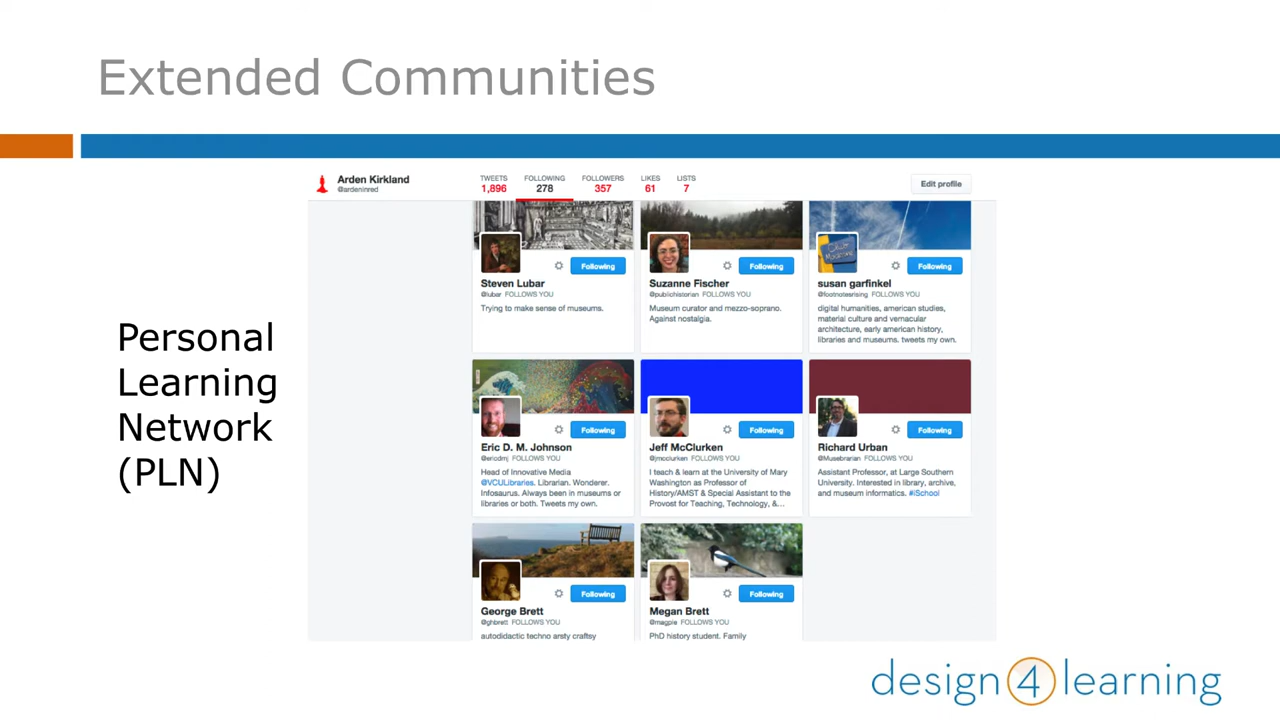 Extended Communities
Arden Kirkland
@ardeninred
TWEETS
1,896
FOLLOWING
278
FOLLOWERS
357
LIKES
61
LISTS
7
Edit profile
Personal
Learning
Network
(PLN)
Following
Steven Lubar
@lubar FOLLOWS YOU
Trying to make sense of museums.
Following
Suzanne Fischer
@publichistorian FOLLOWS YOU
Museum curator and mezzo-soprano.
Against nostalgia.
Following
susan garfinkel
@footnotesrising FOLLOWS YOU
digital humanities, american studies,
material culture and vernacular
architecture, early american history,
libraries and museums. tweets my own.
Following
Eric D. M. Johnson
@ericdmj FOLLOWS YOU
Head of Innovative Media
@VCULibraries. Librarian. Wonderer.
Infosaurus. Always been in museums or
libraries or both. Tweets my own.
Following
Jeff McClurken
@jmcclurken FOLLOWS YOU
I teach & learn at the University of Mary
Washington as Professor of
History/AMST & Special Assistant to the
Provost for Teaching, Technology, &...
Following
Richard Urban
@Musebrarian FOLLOWS YOU
Assistant Professor, at Large Southern
University. Interested in library, archive,
and museum informatics. #iSchool
Following
George Brett
@ghbrett FOLLOWS YOU
autodidactic techno arsty craftsy
Following
Megan Brett
@magpie FOLLOWS YOU
PhD history student. Family
design 4 learning